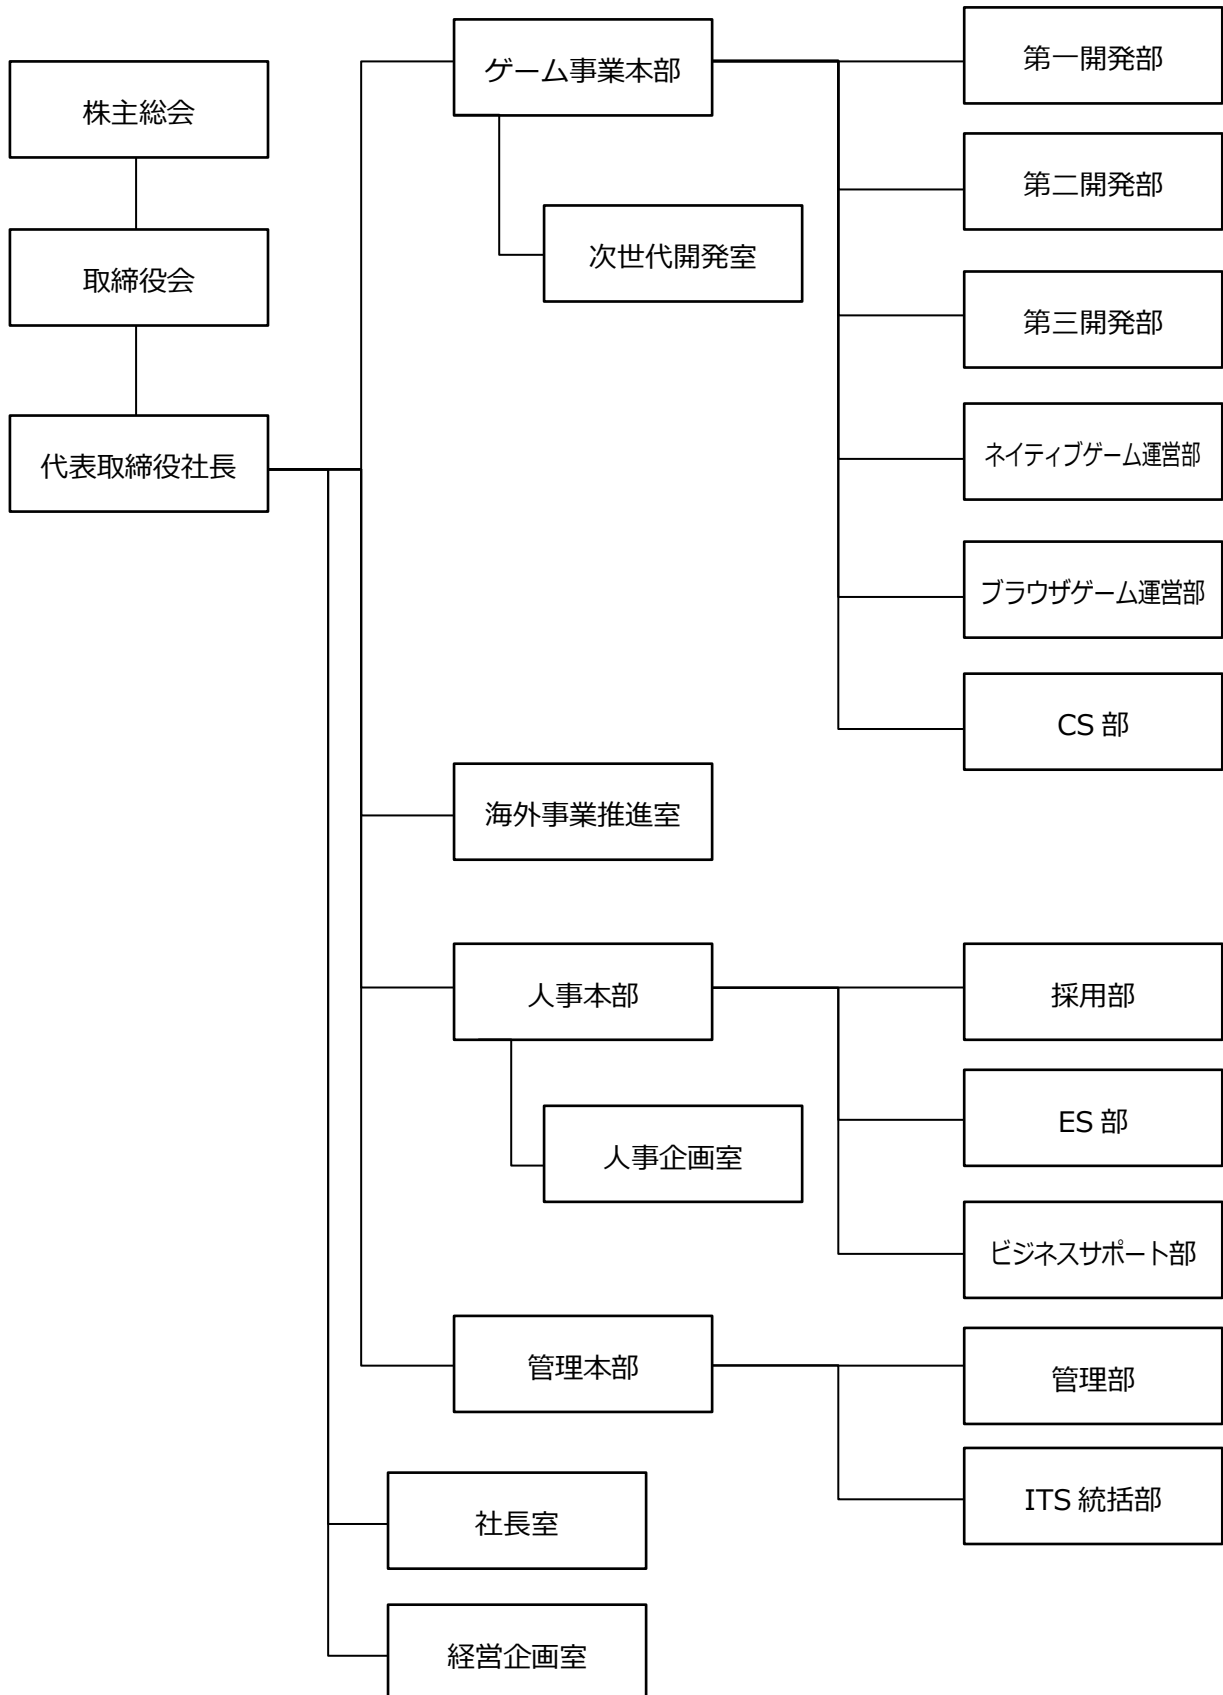 株主総会
取締役会
代表取締役社長
ゲーム事業本部
次世代開発室
第一開発部
第二開発部
第三開発部
ネイティブゲーム運営部
ブラウザゲーム運営部
CS 部
海外事業推進室
人事本部
人事企画室
採用部
ES 部
ビジネスサポート部
管理本部
管理部
ITS 統括部
社長室
経営企画室